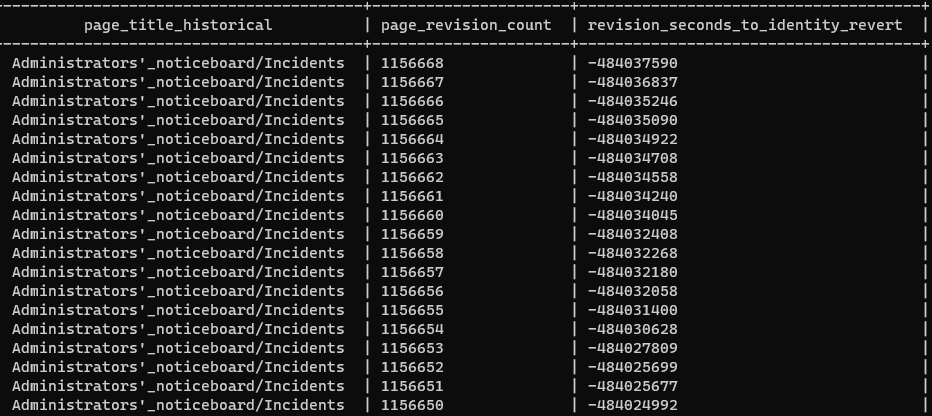 page_title_historical | page_revision_count | revision_seconds_to_identity_revert |
Administrators'_noticeboard/Incidents | 1156668 | -484037590 |
Administrators'_noticeboard/Incidents | 1156667 | -484036837 |
Administrators'_noticeboard/Incidents | 1156666 | -484035246 |
Administrators'_noticeboard/Incidents | 1156665 | -484035090 |
Administrators'_noticeboard/Incidents | 1156664 | -484034922 |
Administrators'_noticeboard/Incidents | 1156663 | -484034708 |
Administrators'_noticeboard/Incidents | 1156662 | -484034558 |
Administrators'_noticeboard/Incidents | 1156661 | -484034240 |
Administrators'_noticeboard/Incidents | 1156660 | -484034045 |
Administrators'_noticeboard/Incidents | 1156659 | -484032408 |
Administrators'_noticeboard/Incidents | 1156658 | -484032268 |
Administrators'_noticeboard/Incidents | 1156657 | -484032180 |
Administrators'_noticeboard/Incidents | 1156656 | -484032058 |
Administrators'_noticeboard/Incidents | 1156655 | -484031400 |
Administrators'_noticeboard/Incidents | 1156654 | -484030628 |
Administrators'_noticeboard/Incidents | 1156653 | -484027809 |
Administrators'_noticeboard/Incidents | 1156652 | -484025699 |
Administrators'_noticeboard/Incidents | 1156651 | -484025677 |
Administrators'_noticeboard/Incidents | 1156650 | -484024992 |